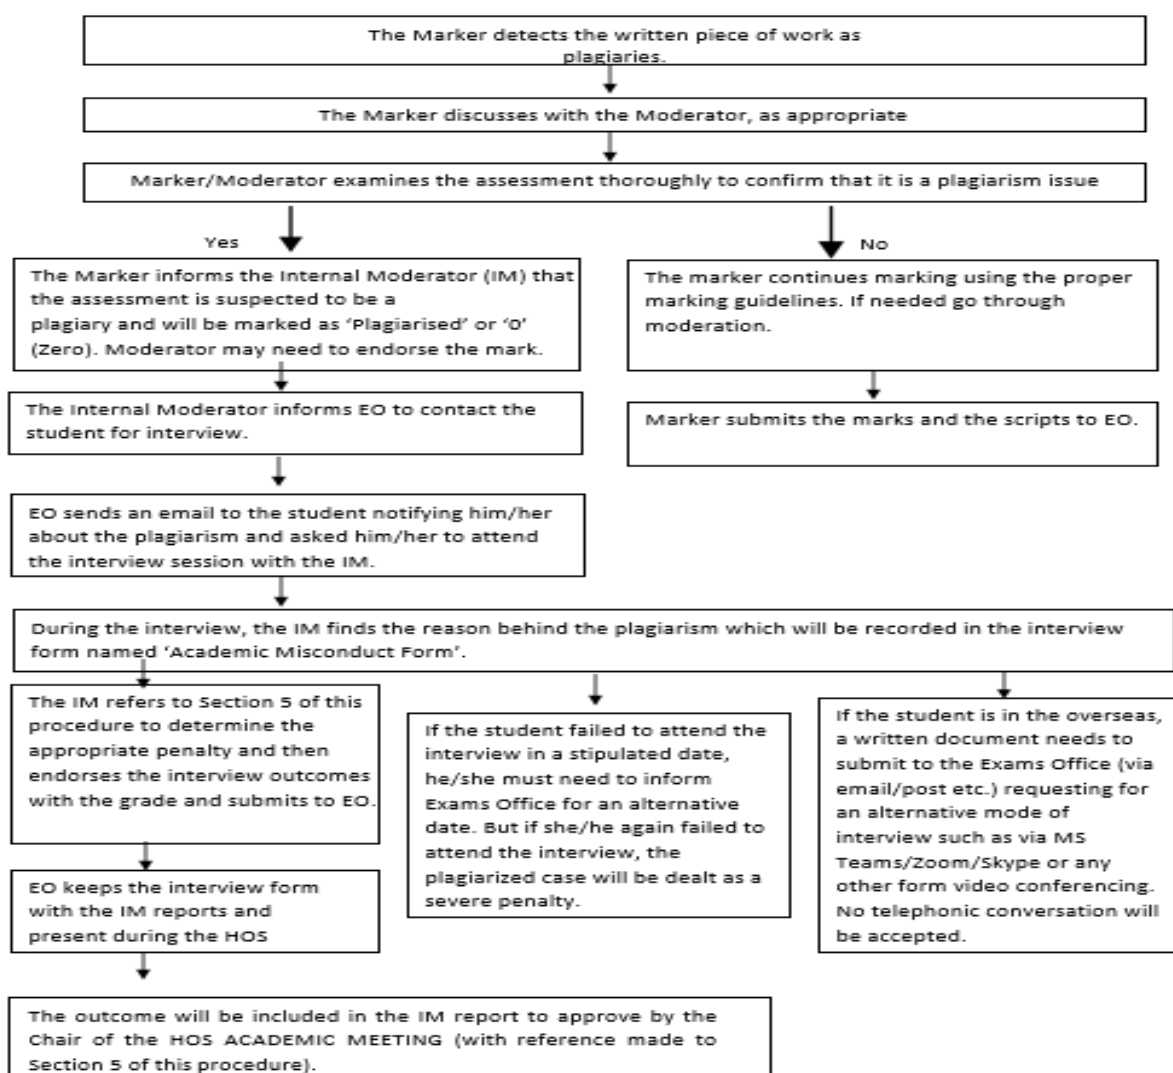 The Marker detects the written piece of work as
plagiaries.
The Marker discusses with the Moderator, as appropriate
Marker/Moderator examines the assessment thoroughly to confirm that it is a plagiarism issue
Yes
No
The Marker informs the Internal Moderator (IM) that
the assessment is suspected to be a
plagiary and will be marked as ‘Plagiarised’ or ‘0’
(Zero). Moderator may need to endorse the mark.
The marker continues marking using the proper
marking guidelines. If needed go through
moderation.
The Internal Moderator informs EO to contact the
student for interview.
Marker submits the marks and the scripts to EO.
EO sends an email to the student notifying him/her
about the plagiarism and asked him/her to attend
the interview session with the IM.
During the interview, the IM finds the reason behind the plagiarism which will be recorded in the interview
form named ‘Academic Misconduct Form’.
The IM refers to Section 5 of this
procedure to determine the
appropriate penalty and then
endorses the interview outcomes
with the grade and submits to EO.
If the student failed to attend the
interview in a stipulated date,
he/she must need to inform
Exams Office for an alternative
date. But if she/he again failed to
attend the interview, the
plagiarized case will be dealt as a
severe penalty.
If the student is in the overseas,
a written document needs to
submit to the Exams Office (via
email/post etc.) requesting for
an alternative mode of
interview such as via MS
Teams/Zoom/Skype or any
other form video conferencing.
No telephonic conversation will
be accepted.
EO keeps the interview form
with the IM reports and
present during the HOS
The outcome will be included in the IM report to approve by the
Chair of the HOS ACADEMIC MEETING (with reference made to
Section 5 of this procedure).